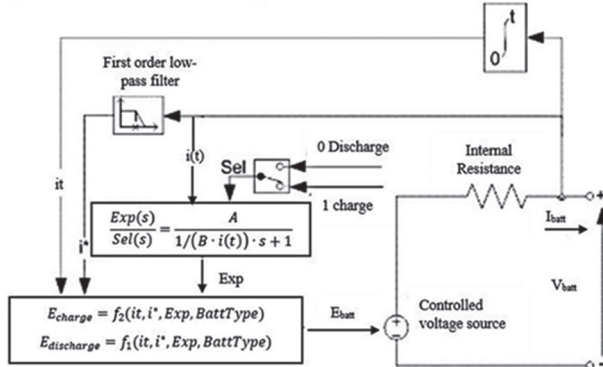 t
∫
0
First order low-
pass filter
it
i*
i(t)
Sel
0 Discharge
1 charge
Internal
Resistance
Exp(s)/Sel(s) = A/(1/(B · i(t)) · s + 1)
Exp
I_batt
V_batt
+
-
E_charge = f_2(it, i*, Exp, BattType)
E_discharge = f_1(it, i*, Exp, BattType)
E_batt
+
-
Controlled
voltage source